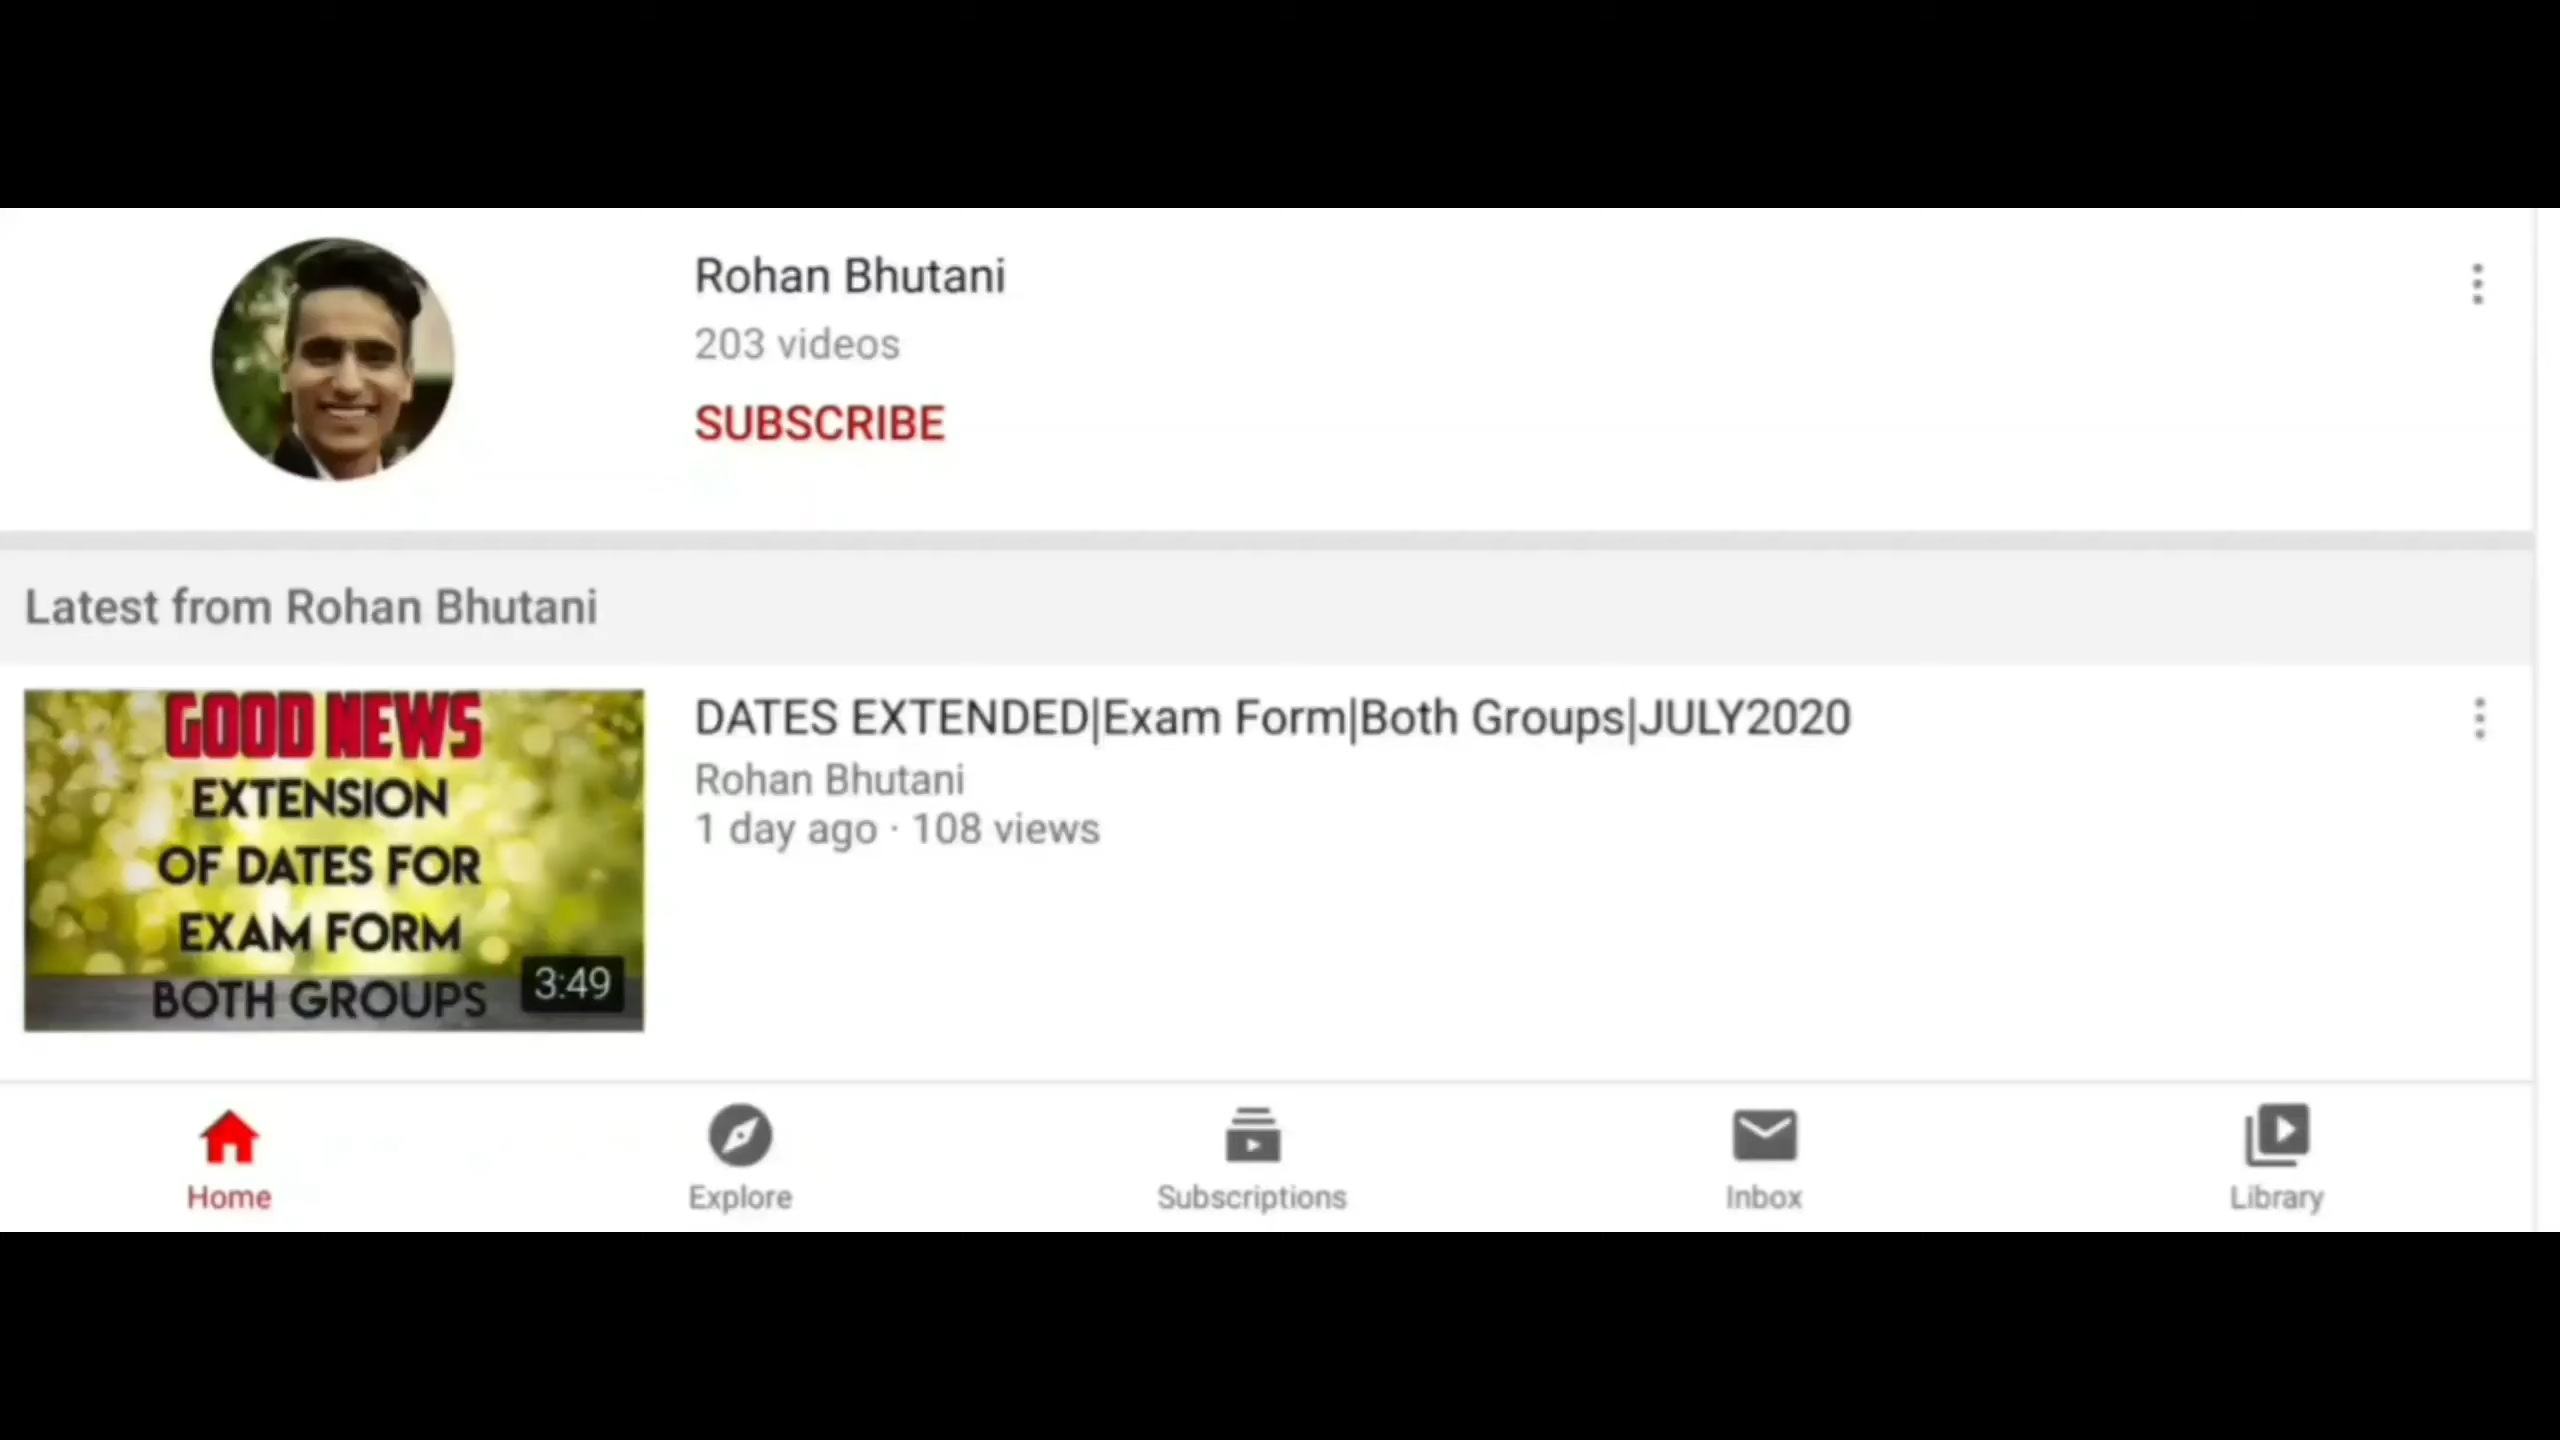 Rohan Bhutani
203 videos
SUBSCRIBE
Latest from Rohan Bhutani
GOOD NEWS
EXTENSION
OF DATES FOR
EXAM FORM
BOTH GROUPS
3:49
DATES EXTENDED|Exam Form|Both Groups|JULY2020
Rohan Bhutani
1 day ago · 108 views
Home
Explore
Subscriptions
Inbox
Library